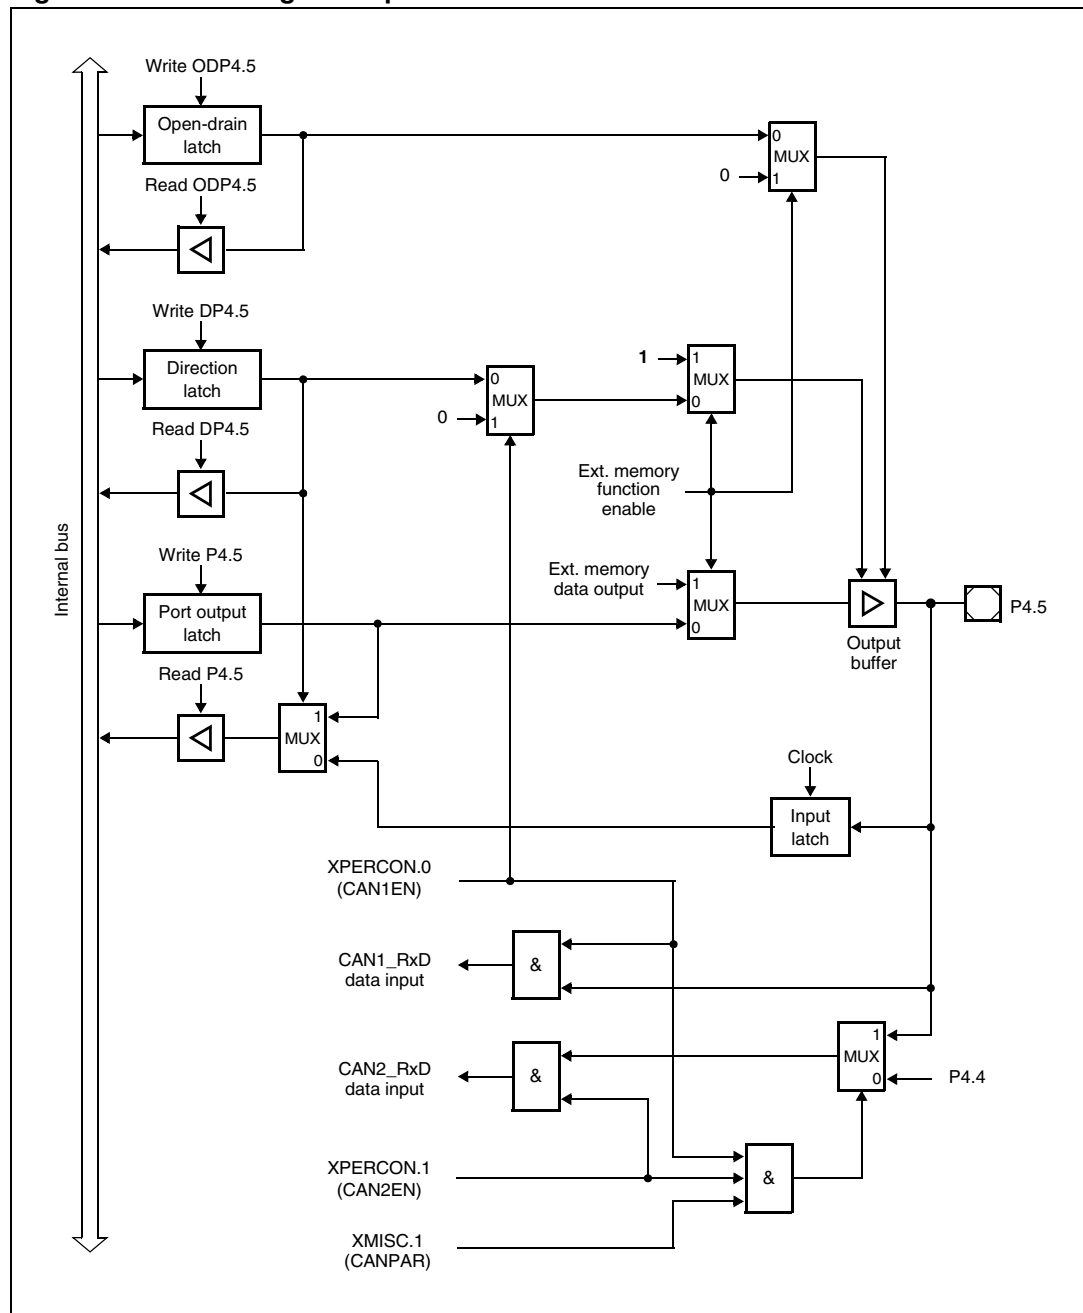 Write ODP4.5
Open-drain
latch
0
MUX
1
0
Read ODP4.5
Write DP4.5
Direction
latch
0
MUX
1
0
1
1
MUX
0
Read DP4.5
Ext. memory
function
enable
Internal bus
Write P4.5
Port output
latch
Ext. memory
data output
1
MUX
0
Output
buffer
P4.5
Read P4.5
1
MUX
0
Clock
Input
latch
XPERCON.0
(CAN1EN)
CAN1_RxD
data input
&
CAN2_RxD
data input
&
1
MUX
0
P4.4
XPERCON.1
(CAN2EN)
&
XMISC.1
(CANPAR)